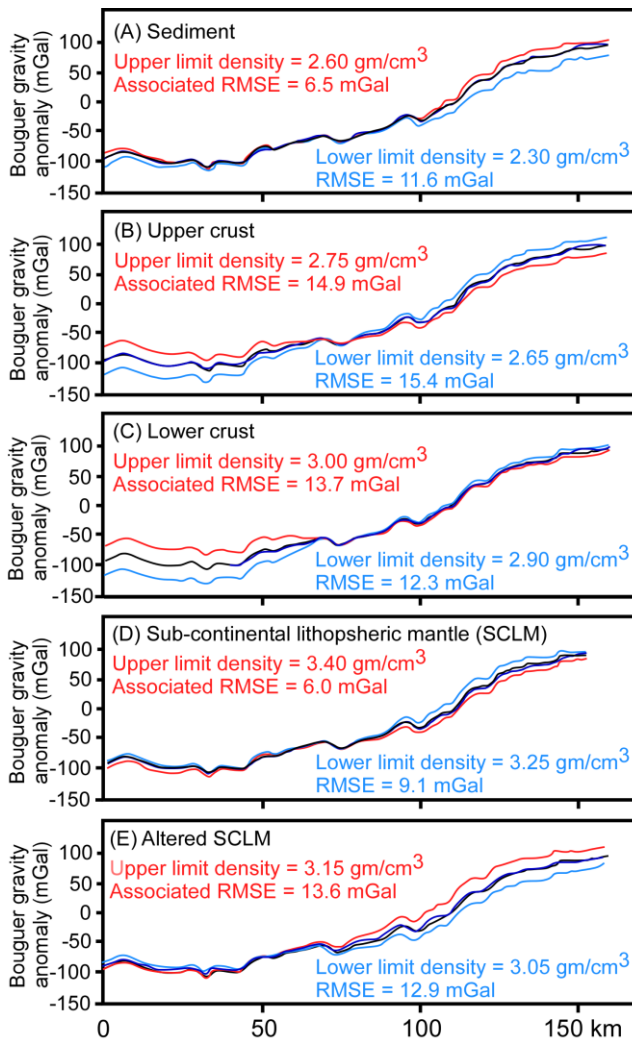 (A) Sediment
Upper limit density = 2.60 gm/cm3
Associated RMSE = 6.5 mGal
Lower limit density = 2.30 gm/cm3
RMSE = 11.6 mGal
Bouguer gravity
anomaly (mGal)
100
50
0
-50
-100
-150
(B) Upper crust
Upper limit density = 2.75 gm/cm3
Associated RMSE = 14.9 mGal
Lower limit density = 2.65 gm/cm3
RMSE = 15.4 mGal
Bouguer gravity
anomaly (mGal)
100
50
0
-50
-100
-150
(C) Lower crust
Upper limit density = 3.00 gm/cm3
Associated RMSE = 13.7 mGal
Lower limit density = 2.90 gm/cm3
RMSE = 12.3 mGal
Bouguer gravity
anomaly (mGal)
100
50
0
-50
-100
-150
(D) Sub-continental lithopsheric mantle (SCLM)
Upper limit density = 3.40 gm/cm3
Associated RMSE = 6.0 mGal
Lower limit density = 3.25 gm/cm3
RMSE = 9.1 mGal
Bouguer gravity
anomaly (mGal)
100
50
0
-50
-100
-150
(E) Altered SCLM
Upper limit density = 3.15 gm/cm3
Associated RMSE = 13.6 mGal
Lower limit density = 3.05 gm/cm3
RMSE = 12.9 mGal
Bouguer gravity
anomaly (mGal)
100
50
0
-50
-100
-150
0 50 100 150 km